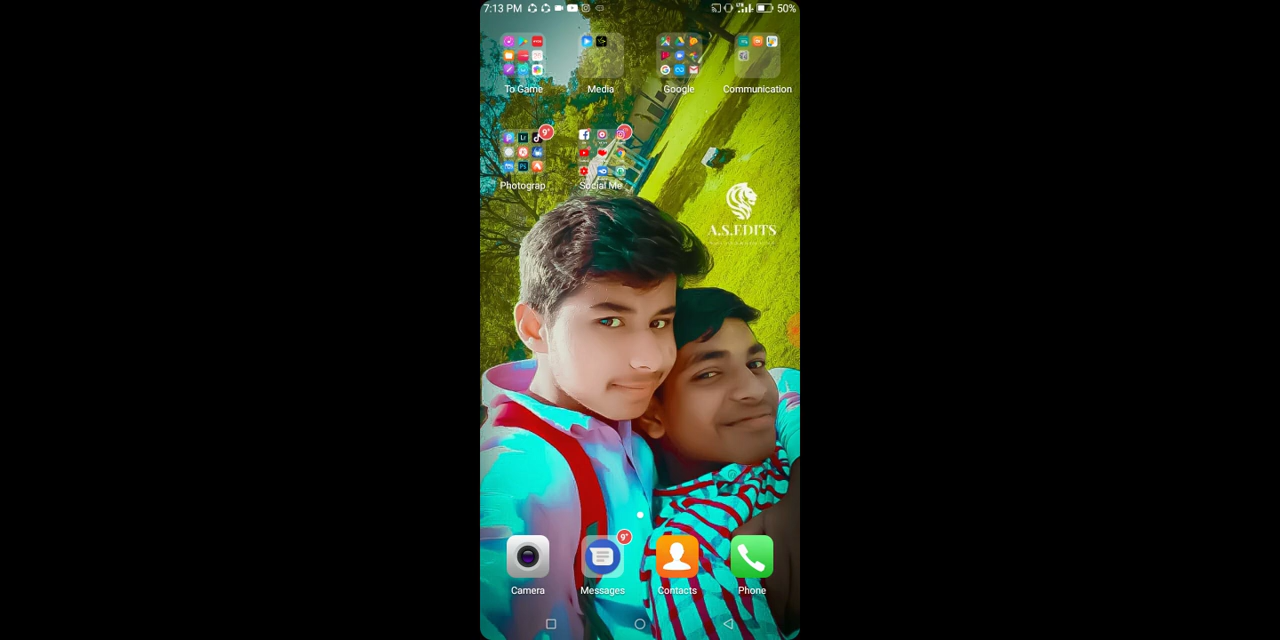 7:13 PM 50%
To Game Media Google Communication
Photograp Social Me
A.S.EDITS
Camera Messages Contacts Phone